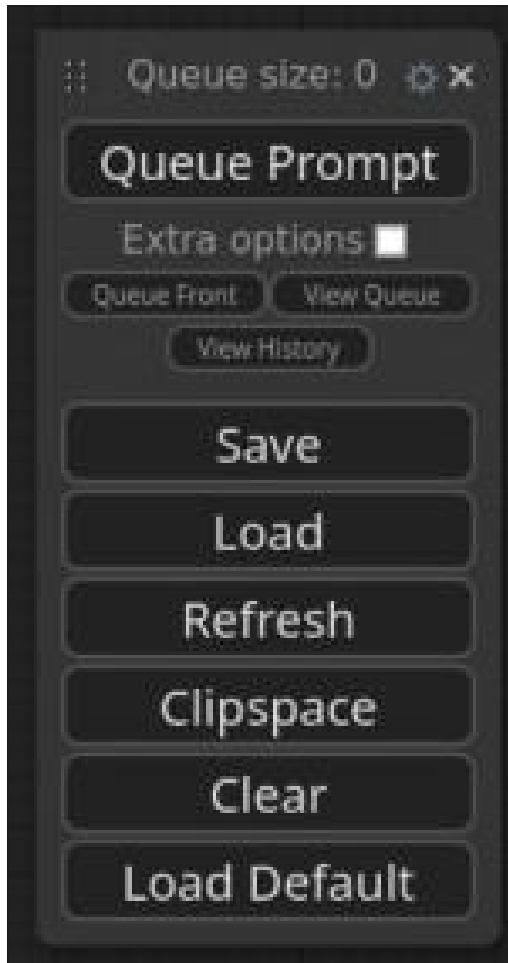 Queue size: 0
Queue Prompt
Extra options
Queue Front View Queue
View History
Save
Load
Refresh
Clipspace
Clear
Load Default